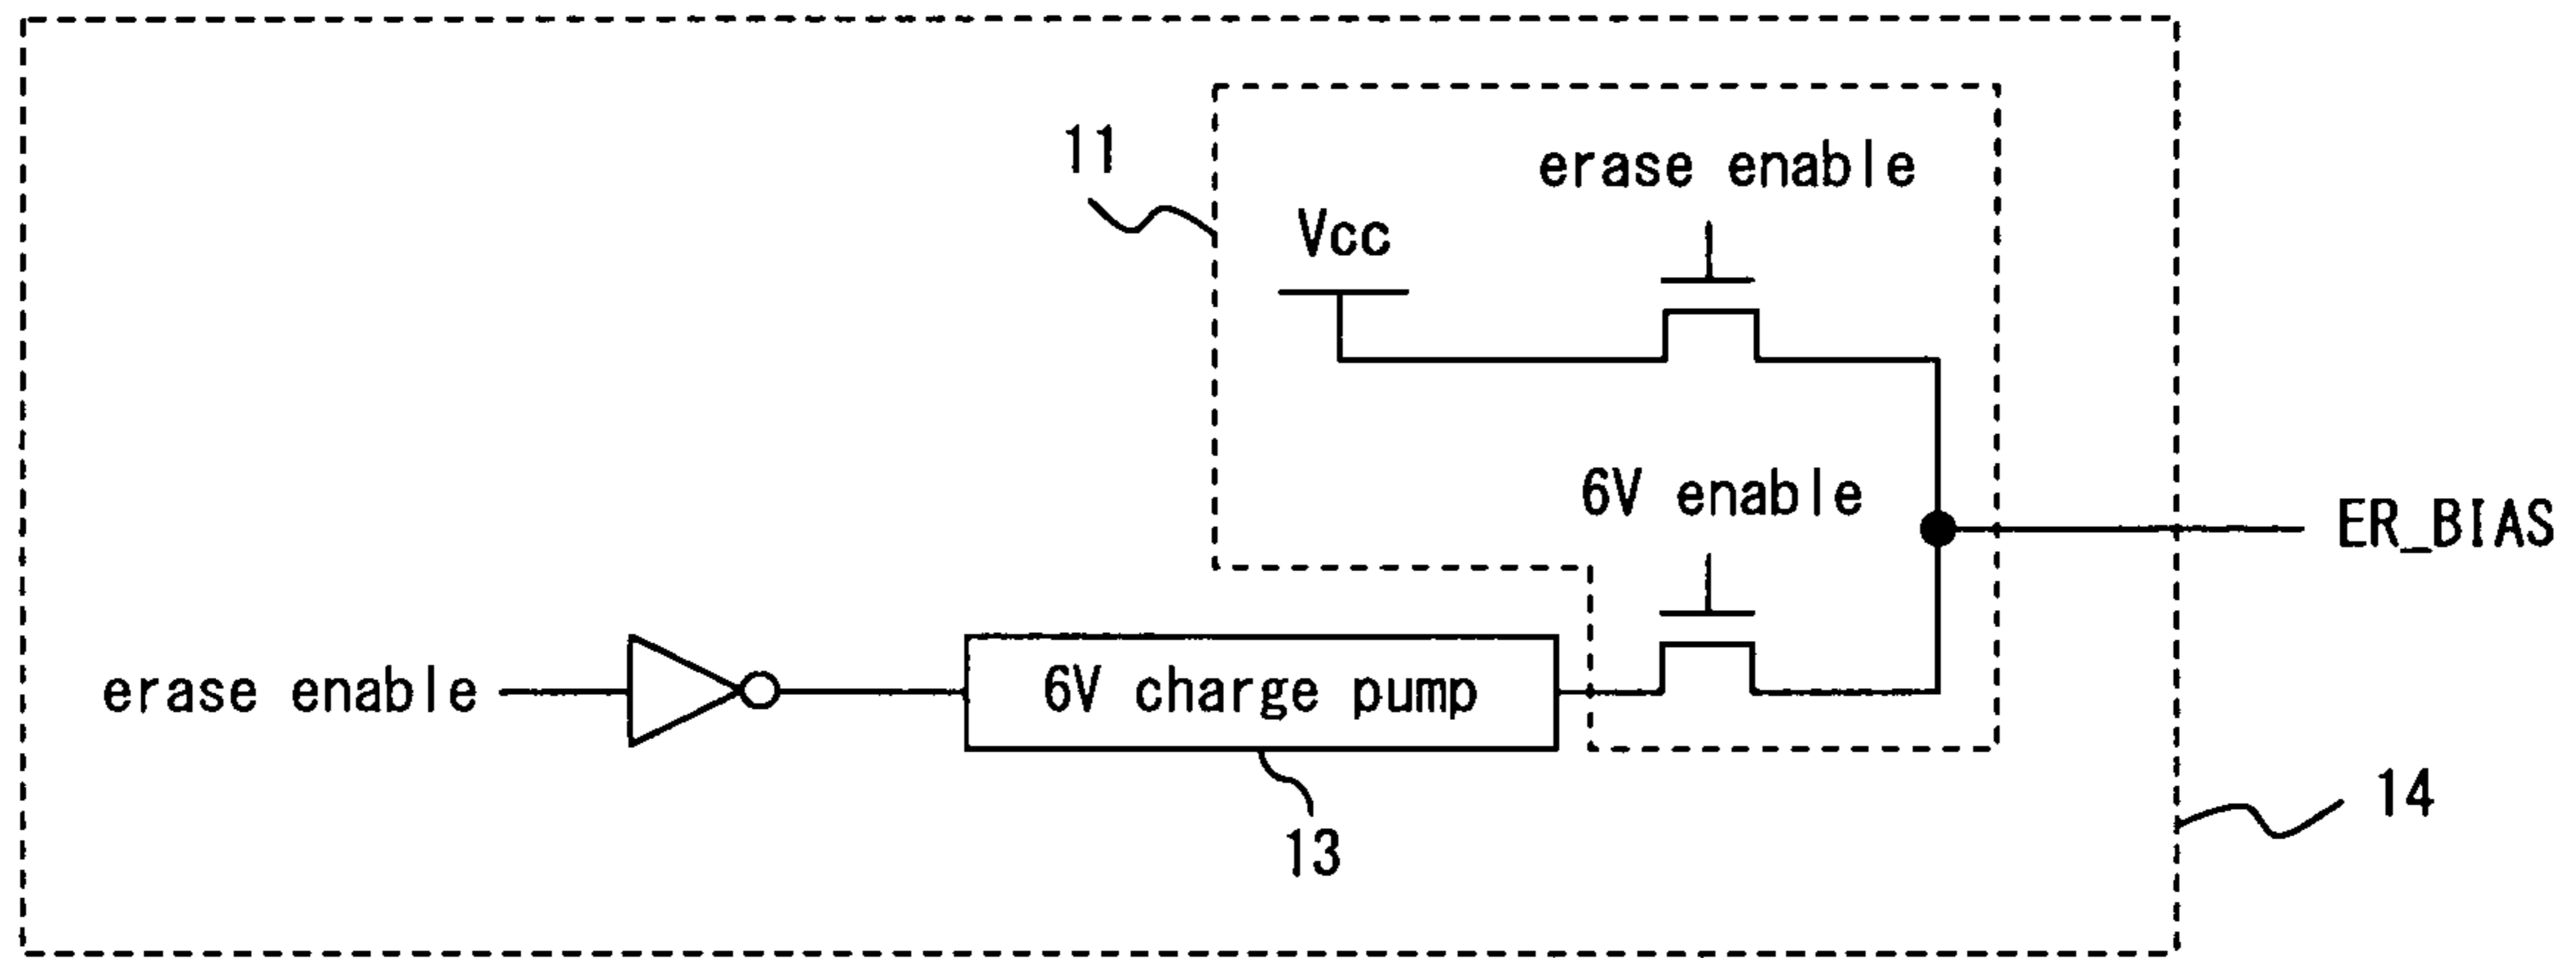 11
erase enable
Vcc
6V enable
ER_BIAS
erase enable
6V charge pump
14
13